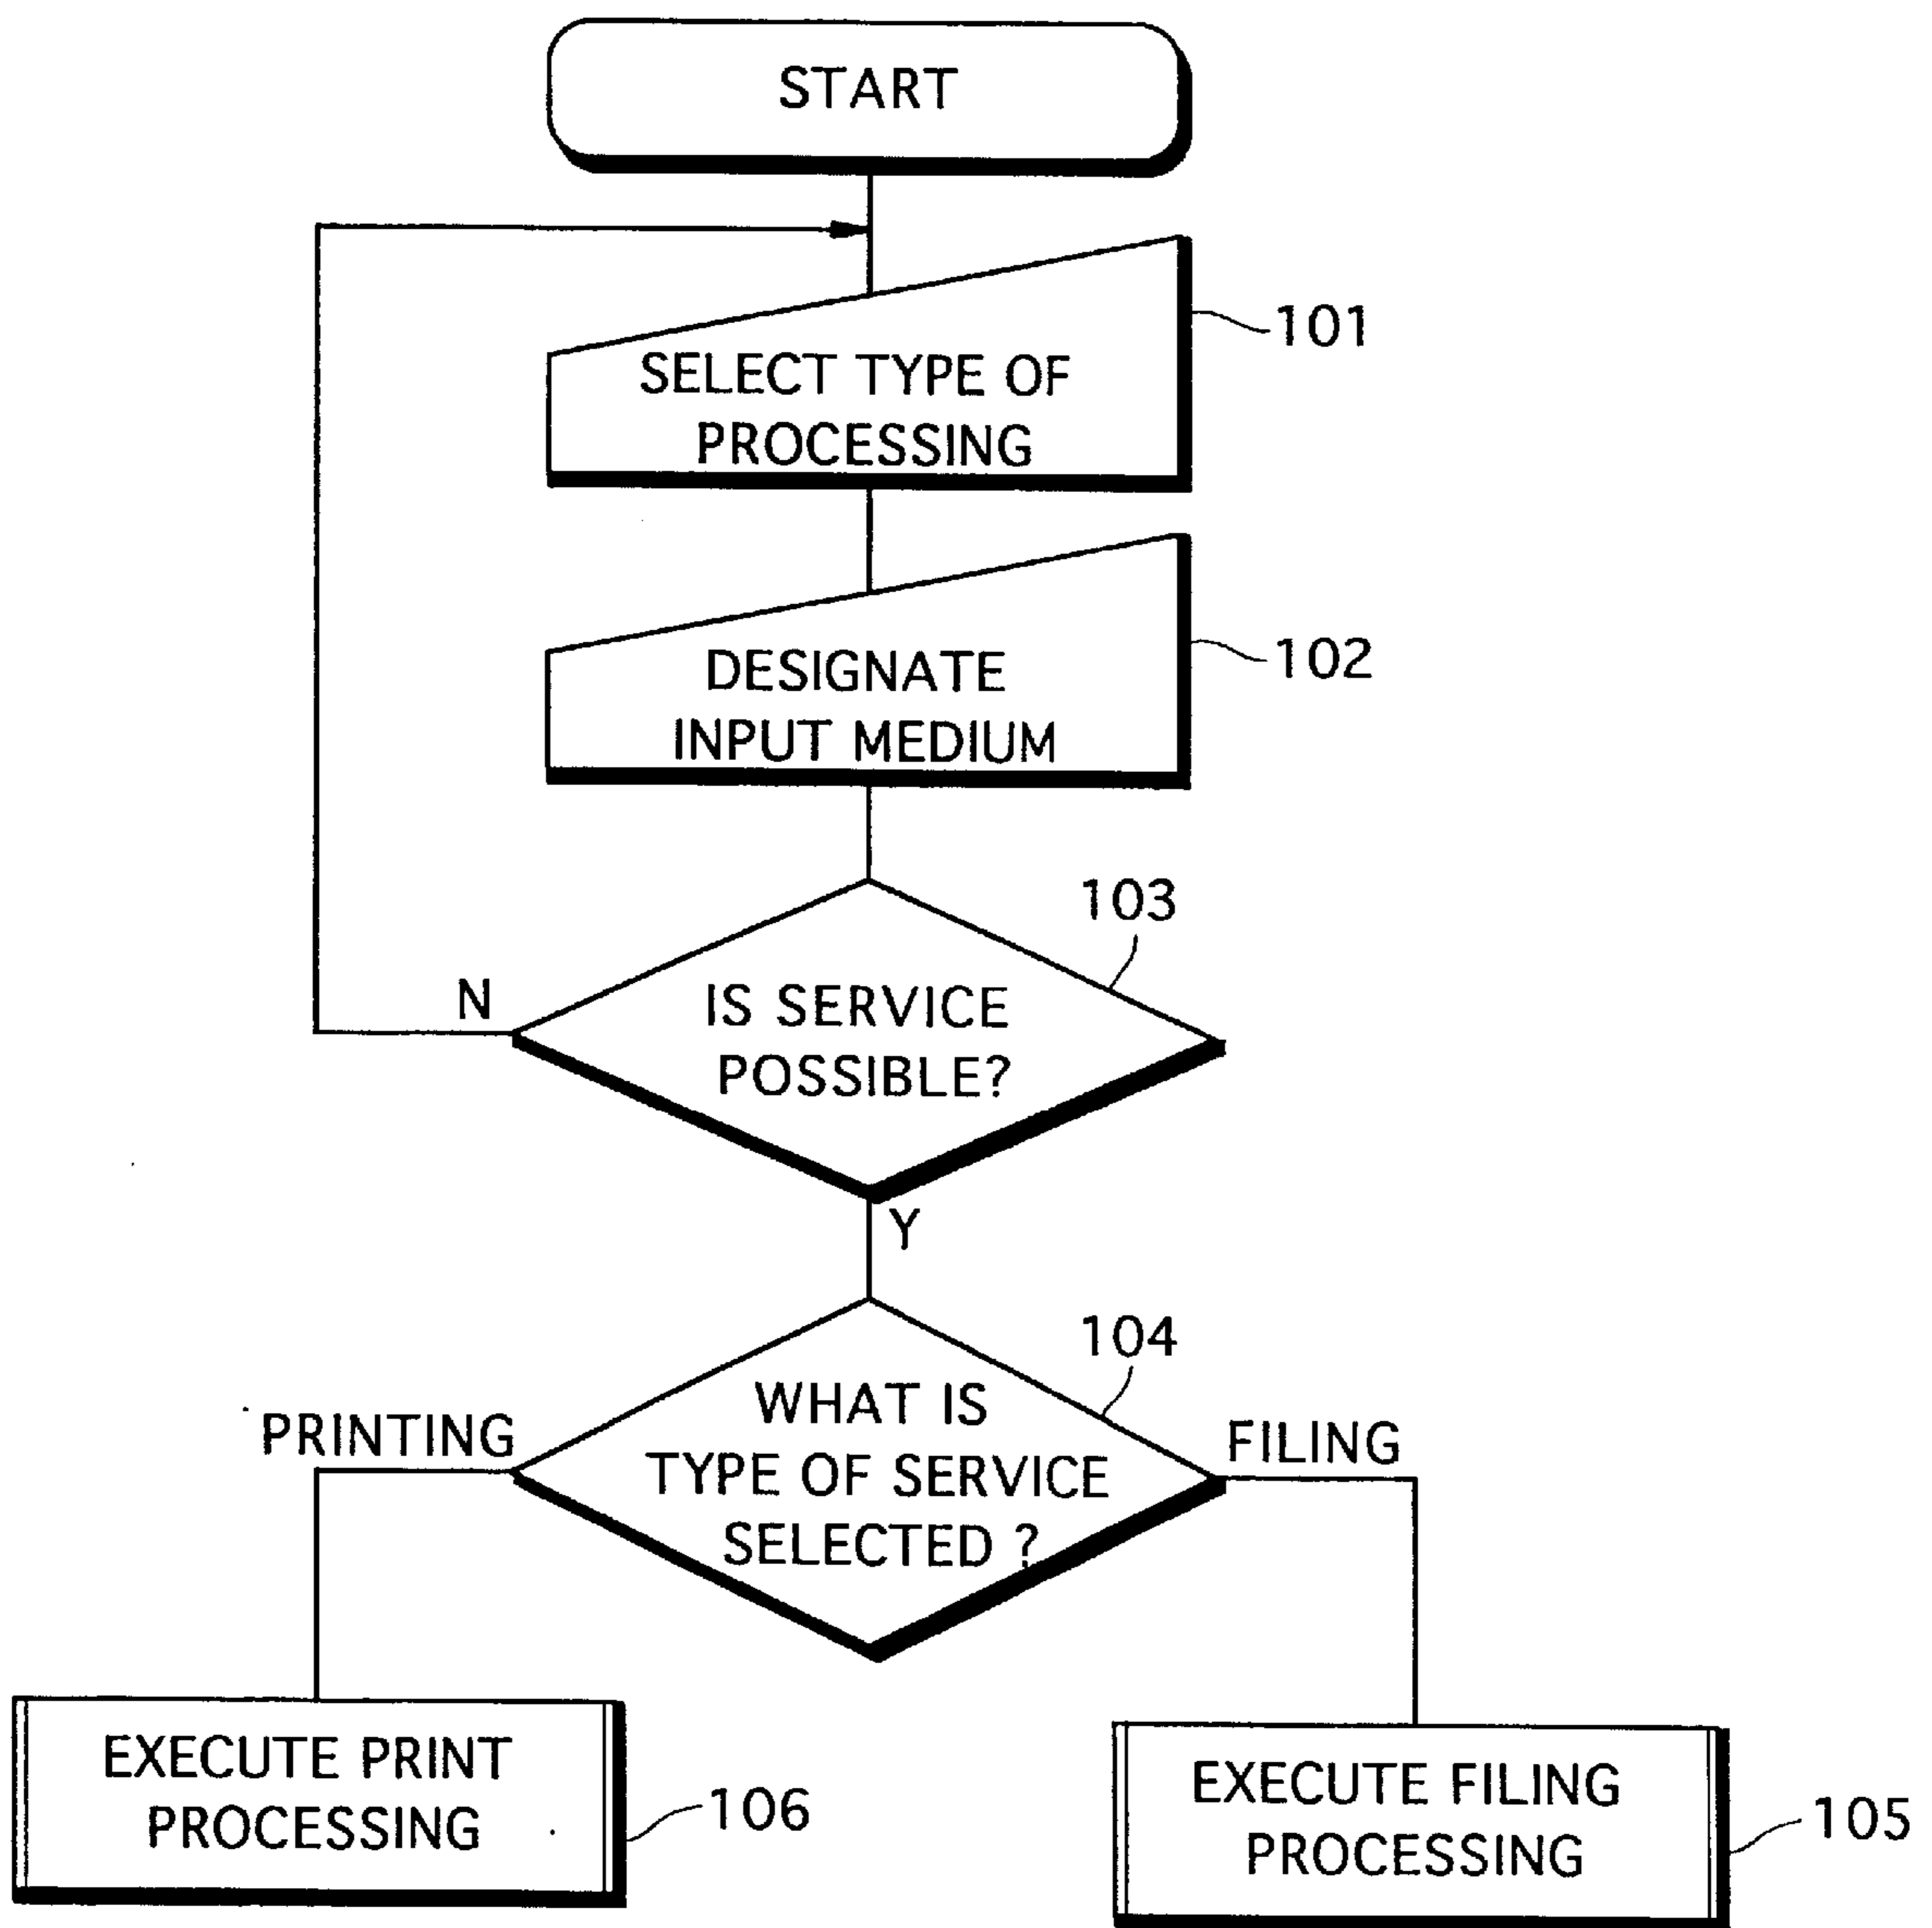 START
101
SELECT TYPE OF
PROCESSING
102
DESIGNATE
INPUT MEDIUM
103
N
IS SERVICE
POSSIBLE?
Y
104
PRINTING
WHAT IS
TYPE OF SERVICE
SELECTED ?
FILING
EXECUTE PRINT
PROCESSING
106
EXECUTE FILING
PROCESSING
105